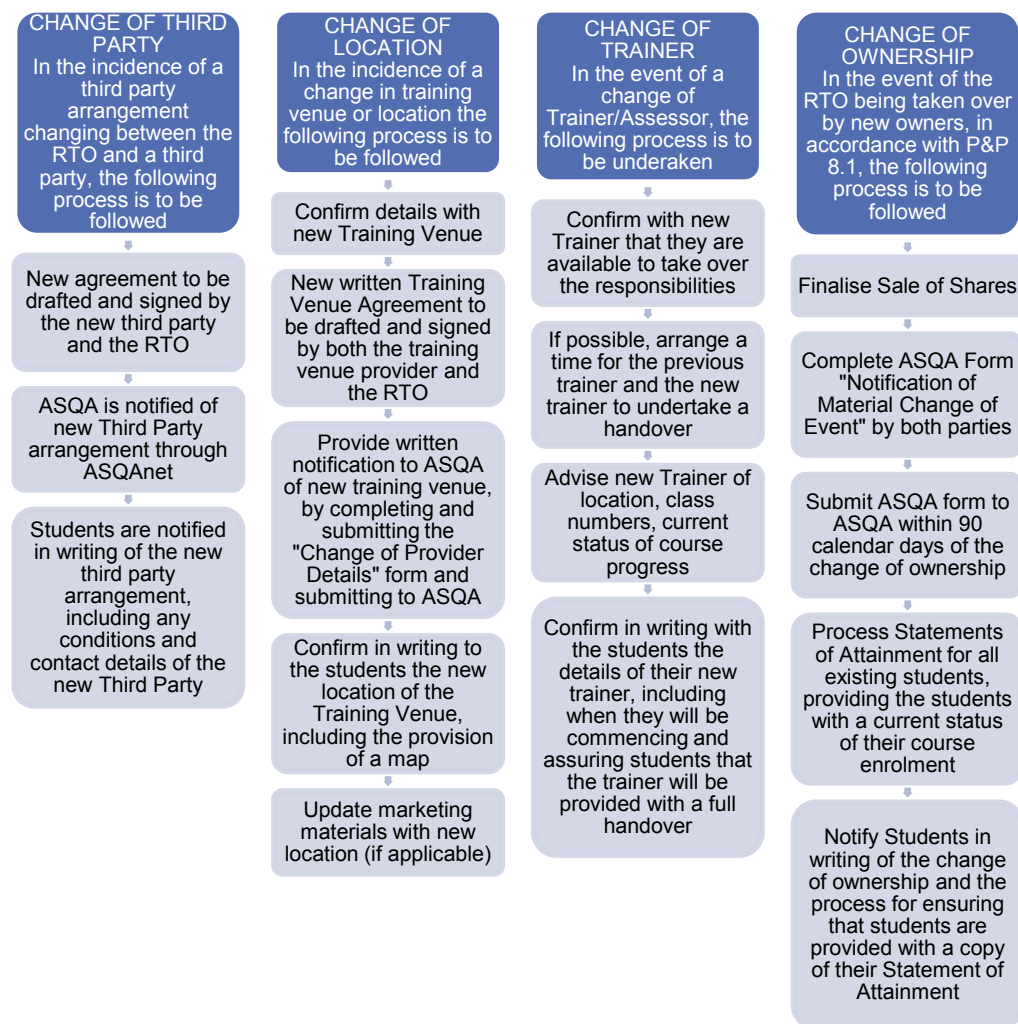 CHANGE OF THIRD
PARTY
In the incidence of a
third party
arrangement
changing between the
RTO and a third
party, the following
process is to be
followed
New agreement to be
drafted and signed by
the new third party
and the RTO
ASQA is notified of
new Third Party
arrangement through
ASQAnet
Students are notified
in writing of the new
third party
arrangement,
including any
conditions and
contact details of the
new Third Party
CHANGE OF
LOCATION
In the incidence of a
change in training
venue or location the
following process is to
be followed
Confirm details with
new Training Venue
New written Training
Venue Agreement to
be drafted and signed
by both the training
venue provider and
the RTO
Provide written
notification to ASQA
of new training venue,
by completing and
submitting the
"Change of Provider
Details" form and
submitting to ASQA
Confirm in writing to
the students the new
location of the
Training Venue,
including the provision
of a map
Update marketing
materials with new
location (if applicable)
CHANGE OF
TRAINER
In the event of a
change of
Trainer/Assessor, the
following process is to
be underaken
Confirm with new
Trainer that they are
available to take over
the responsibilities
If possible, arrange a
time for the previous
trainer and the new
trainer to undertake a
handover
Advise new Trainer of
location, class
numbers, current
status of course
progress
Confirm in writing with
the students the
details of their new
trainer, including
when they will be
commencing and
assuring students that
the trainer will be
provided with a full
handover
CHANGE OF
OWNERSHIP
In the event of the
RTO being taken over
by new owners, in
accordance with P&P
8.1, the following
process is to be
followed
Finalise Sale of Shares
Complete ASQA Form
"Notification of
Material Change of
Event" by both parties
Submit ASQA form to
ASQA within 90
calendar days of the
change of ownership
Process Statements
of Attainment for all
existing students,
providing the students
with a current status
of their course
enrolment
Notify Students in
writing of the change
of ownership and the
process for ensuring
that students are
provided with a copy
of their Statement of
Attainment